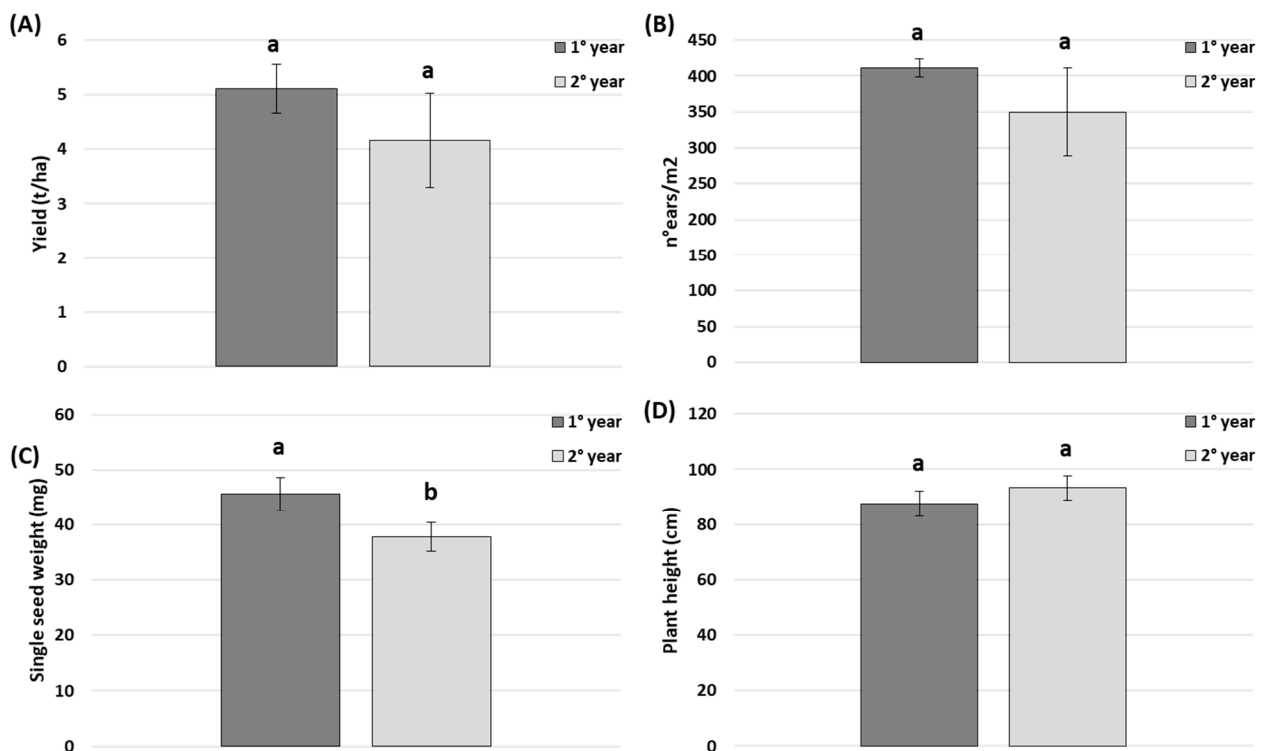 (A)
Yield (t/ha)
6
5
4
3
2
1
0
a
a
1° year
2° year
(B)
n°ears/m2
450
400
350
300
250
200
150
100
50
0
a
a
1° year
2° year
(C)
Single seed weight (mg)
60
50
40
30
20
10
0
a
b
1° year
2° year
(D)
Plant height (cm)
120
100
80
60
40
20
0
a
a
1° year
2° year